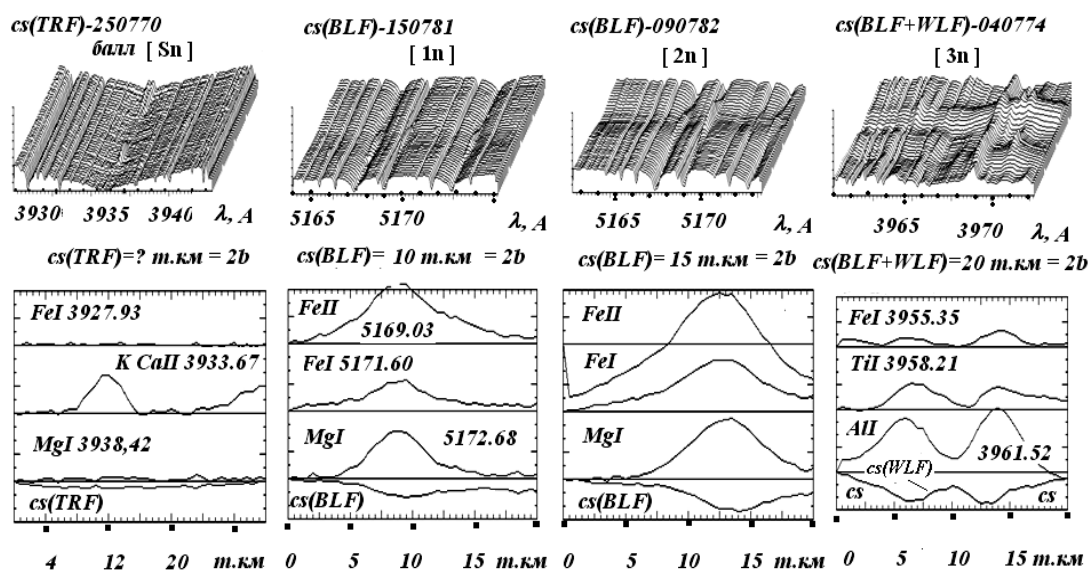 cs(TRF)-250770 cs(BLF)-150781 cs(BLF)-090782 cs(BLF+WLF)-040774
балл [ Sn ] [ 1n ] [ 2n ] [ 3n ]
3930 3935 3940 λ, A 5165 5170 λ, A 5165 5170 λ, A 3965 3970 λ, A
cs(TRF)=? т.км = 2b cs(BLF)= 10 т.км = 2b cs(BLF)= 15 т.км = 2b cs(BLF+WLF)=20 т.км = 2b
FeI 3927.93 FeII FeII FeI 3955.35
5169.03
K CaII 3933.67 FeI 5171.60 FeI TiI 3958.21
MgI 3938,42 MgI 5172.68 MgI AlI
3961.52
cs(WLF)
cs(TRF) cs(BLF) cs(BLF) cs cs
4 12 20 т.км 0 5 10 15 т.км 0 5 10 15 т.км 0 5 10 15 т.км